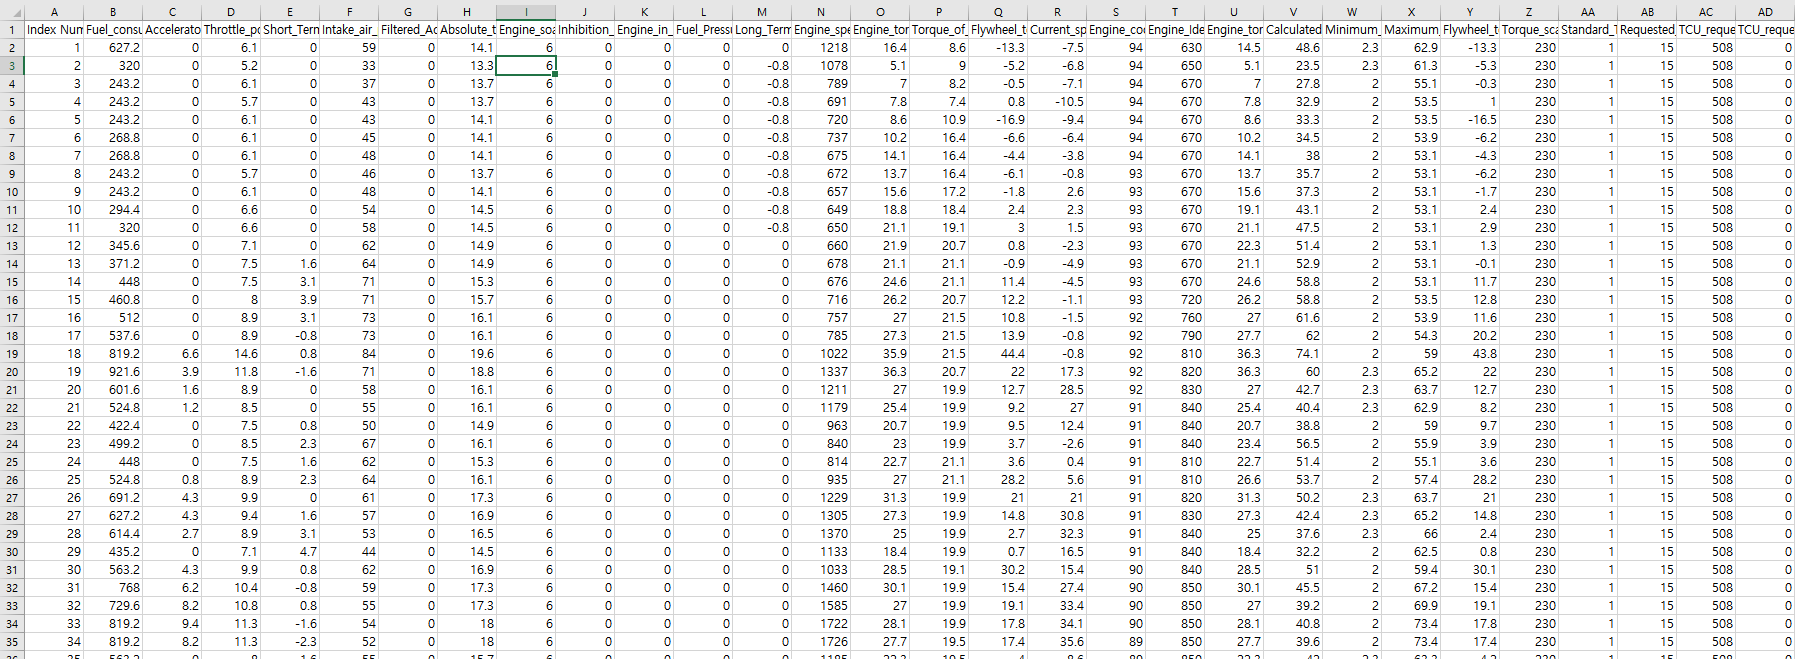 A B C D E F G H I J K L M N O P Q R S T U V W X Y Z AA AB AC AD
1 Index Num Fuel_consu Accelerato Throttle_po Short_Tern Intake_air_ Filtered_Ac Absolute_t Engine_soa Inhibition_ Engine_in_ Fuel_Pressu Long_Term Engine_spe Engine_tor Torque_of_ Flywheel_t Current_sp Engine_coo Engine_Ide Engine_tor Calculated Minimum_ Maximum_ Flywheel_t Torque_sca Standard_T Requested_ TCU_reque TCU_reque
2 1 627.2 0 6.1 0 59 0 14.1 6 0 0 0 0 1218 16.4 8.6 -13.3 -7.5 94 630 14.5 48.6 2.3 62.9 -13.3 230 1 15 508 0
3 2 320 0 5.2 0 33 0 13.3 6 0 0 0 -0.8 1078 5.1 9 -5.2 -6.8 94 650 5.1 23.5 2.3 61.3 -5.3 230 1 15 508 0
4 3 243.2 0 6.1 0 37 0 13.7 6 0 0 0 -0.8 789 7 8.2 -0.5 -7.1 94 670 7 27.8 2 55.1 -0.3 230 1 15 508 0
5 4 243.2 0 5.7 0 43 0 13.7 6 0 0 0 -0.8 691 7.8 7.4 0.8 -10.5 94 670 7.8 32.9 2 53.5 1 230 1 15 508 0
6 5 243.2 0 6.1 0 43 0 14.1 6 0 0 0 -0.8 720 8.6 10.9 -16.9 -9.4 94 670 8.6 33.3 2 53.5 -16.5 230 1 15 508 0
7 6 268.8 0 6.1 0 45 0 14.1 6 0 0 0 -0.8 737 10.2 16.4 -6.6 -6.4 94 670 10.2 34.5 2 53.9 -6.2 230 1 15 508 0
8 7 268.8 0 6.1 0 48 0 14.1 6 0 0 0 -0.8 675 14.1 16.4 -4.4 -3.8 94 670 14.1 38 2 53.1 -4.3 230 1 15 508 0
9 8 243.2 0 5.7 0 46 0 13.7 6 0 0 0 -0.8 672 13.7 16.4 -6.1 -0.8 93 670 13.7 35.7 2 53.1 -6.2 230 1 15 508 0
10 9 243.2 0 6.1 0 48 0 14.1 6 0 0 0 -0.8 657 15.6 17.2 -1.8 2.6 93 670 15.6 37.3 2 53.1 -1.7 230 1 15 508 0
11 10 294.4 0 6.6 0 54 0 14.5 6 0 0 0 -0.8 649 18.8 18.4 2.4 2.3 93 670 19.1 43.1 2 53.1 2.4 230 1 15 508 0
12 11 320 0 6.6 0 58 0 14.5 6 0 0 0 -0.8 650 21.1 19.1 3 1.5 93 670 21.1 47.5 2 53.1 2.9 230 1 15 508 0
13 12 345.6 0 7.1 0 62 0 14.9 6 0 0 0 0 660 21.9 20.7 0.8 -2.3 93 670 22.3 51.4 2 53.1 1.3 230 1 15 508 0
14 13 371.2 0 7.5 1.6 64 0 14.9 6 0 0 0 0 678 21.1 21.1 -0.9 -4.9 93 670 21.1 52.9 2 53.1 -0.1 230 1 15 508 0
15 14 448 0 7.5 3.1 71 0 15.3 6 0 0 0 0 676 24.6 21.1 11.4 -4.5 93 670 24.6 58.8 2 53.1 11.7 230 1 15 508 0
16 15 460.8 0 8 3.9 71 0 15.7 6 0 0 0 0 716 26.2 20.7 12.2 -1.1 93 720 26.2 58.8 2 53.5 12.8 230 1 15 508 0
17 16 512 0 8.9 3.1 73 0 16.1 6 0 0 0 0 757 27 21.5 10.8 -1.5 92 760 27 61.6 2 53.9 11.6 230 1 15 508 0
18 17 537.6 0 8.9 -0.8 73 0 16.1 6 0 0 0 0 785 27.3 21.5 13.9 -0.8 92 790 27.7 62 2 54.3 20.2 230 1 15 508 0
19 18 819.2 6.6 14.6 0.8 84 0 19.6 6 0 0 0 0 1022 35.9 21.5 44.4 -0.8 92 810 36.3 74.1 2 59 43.8 230 1 15 508 0
20 19 921.6 3.9 11.8 -1.6 71 0 18.8 6 0 0 0 0 1337 36.3 20.7 22 17.3 92 820 36.3 60 2.3 65.2 22 230 1 15 508 0
21 20 601.6 1.6 8.9 0 58 0 16.1 6 0 0 0 0 1211 27 19.9 12.7 28.5 92 830 27 42.7 2.3 63.7 12.7 230 1 15 508 0
22 21 524.8 1.2 8.5 0 55 0 16.1 6 0 0 0 0 1179 25.4 19.9 9.2 27 91 840 25.4 40.4 2.3 62.9 8.2 230 1 15 508 0
23 22 422.4 0 7.5 0.8 50 0 14.9 6 0 0 0 0 963 20.7 19.9 9.5 12.4 91 840 20.7 38.8 2 59 9.7 230 1 15 508 0
24 23 499.2 0 8.5 2.3 67 0 16.1 6 0 0 0 0 840 23 19.9 3.7 -2.6 91 840 23.4 56.5 2 55.9 3.9 230 1 15 508 0
25 24 448 0 7.5 1.6 62 0 15.3 6 0 0 0 0 814 22.7 21.1 3.6 0.4 91 810 22.7 51.4 2 55.1 3.6 230 1 15 508 0
26 25 524.8 0.8 8.9 2.3 64 0 16.1 6 0 0 0 0 935 27 21.1 28.2 5.6 91 810 26.6 53.7 2 57.4 28.2 230 1 15 508 0
27 26 691.2 4.3 9.9 0 61 0 17.3 6 0 0 0 0 1229 31.3 19.9 21 21 91 820 31.3 50.2 2.3 63.7 21 230 1 15 508 0
28 27 627.2 4.3 9.4 1.6 57 0 16.9 6 0 0 0 0 1305 27.3 19.9 14.8 30.8 91 830 27.3 42.4 2.3 65.2 14.8 230 1 15 508 0
29 28 614.4 2.7 8.9 3.1 53 0 16.5 6 0 0 0 0 1370 25 19.9 2.7 32.3 91 840 25 37.6 2.3 66 2.4 230 1 15 508 0
30 29 435.2 0 7.1 4.7 44 0 14.5 6 0 0 0 0 1133 18.4 19.9 0.7 16.5 91 840 18.4 32.2 2 62.5 0.8 230 1 15 508 0
31 30 563.2 4.3 9.9 0.8 62 0 16.9 6 0 0 0 0 1033 28.5 19.1 30.2 15.4 90 840 28.5 51 2 59.4 30.1 230 1 15 508 0
32 31 768 6.2 10.4 -0.8 59 0 17.3 6 0 0 0 0 1460 30.1 19.9 15.4 27.4 90 850 30.1 45.5 2 67.2 15.4 230 1 15 508 0
33 32 729.6 8.2 10.8 0.8 55 0 17.3 6 0 0 0 0 1585 27 19.9 19.1 33.4 90 850 27 39.2 2 69.9 19.1 230 1 15 508 0
34 33 819.2 9.4 11.3 -1.6 54 0 18 6 0 0 0 0 1722 28.1 19.9 17.8 34.1 90 850 28.1 40.8 2 73.4 17.8 230 1 15 508 0
35 34 819.2 8.2 11.3 -2.3 52 0 18 6 0 0 0 0 1726 27.7 19.5 17.4 35.6 89 850 27.7 39.6 2 73.4 17.4 230 1 15 508 0